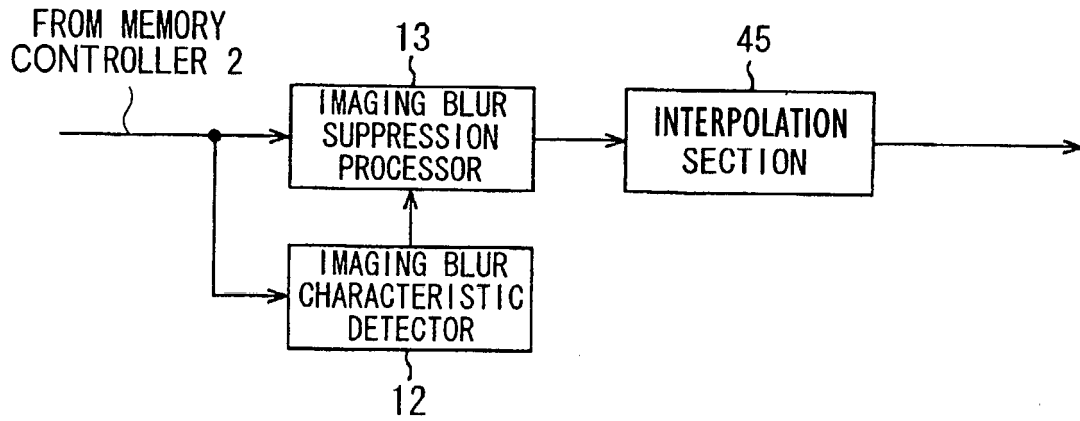 FROM MEMORY
CONTROLLER 2
13
45
IMAGING BLUR
SUPPRESSION
PROCESSOR
INTERPOLATION
SECTION
IMAGING BLUR
CHARACTERISTIC
DETECTOR
12